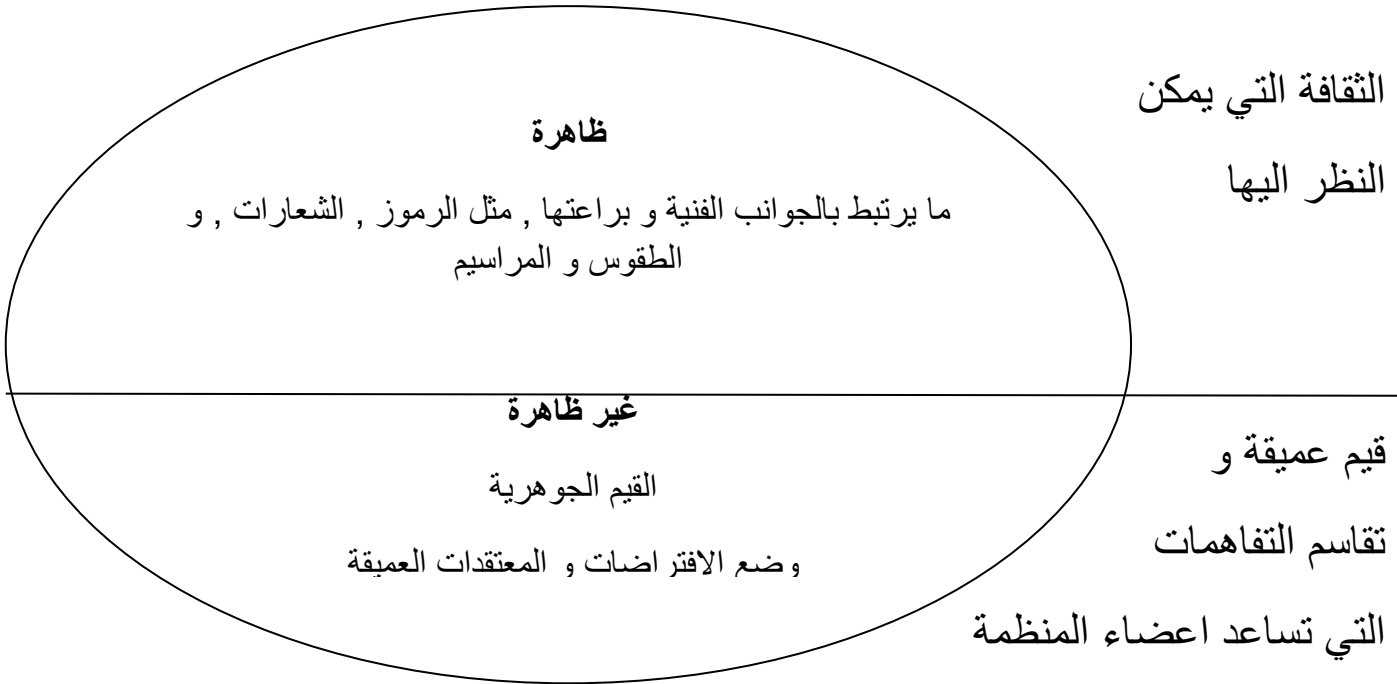 الثقافة التي يمكن
النظر اليها
ظاهرة
ما يرتبط بالجوانب الفنية و براعتها , مثل الرموز , الشعارات , و
الطقوس و المراسيم
غير ظاهرة
القيم الجوهرية
وضع الافتراضات و المعتقدات العميقة
قيم عميقة و
تقاسم التفاهمات
التي تساعد اعضاء المنظمة